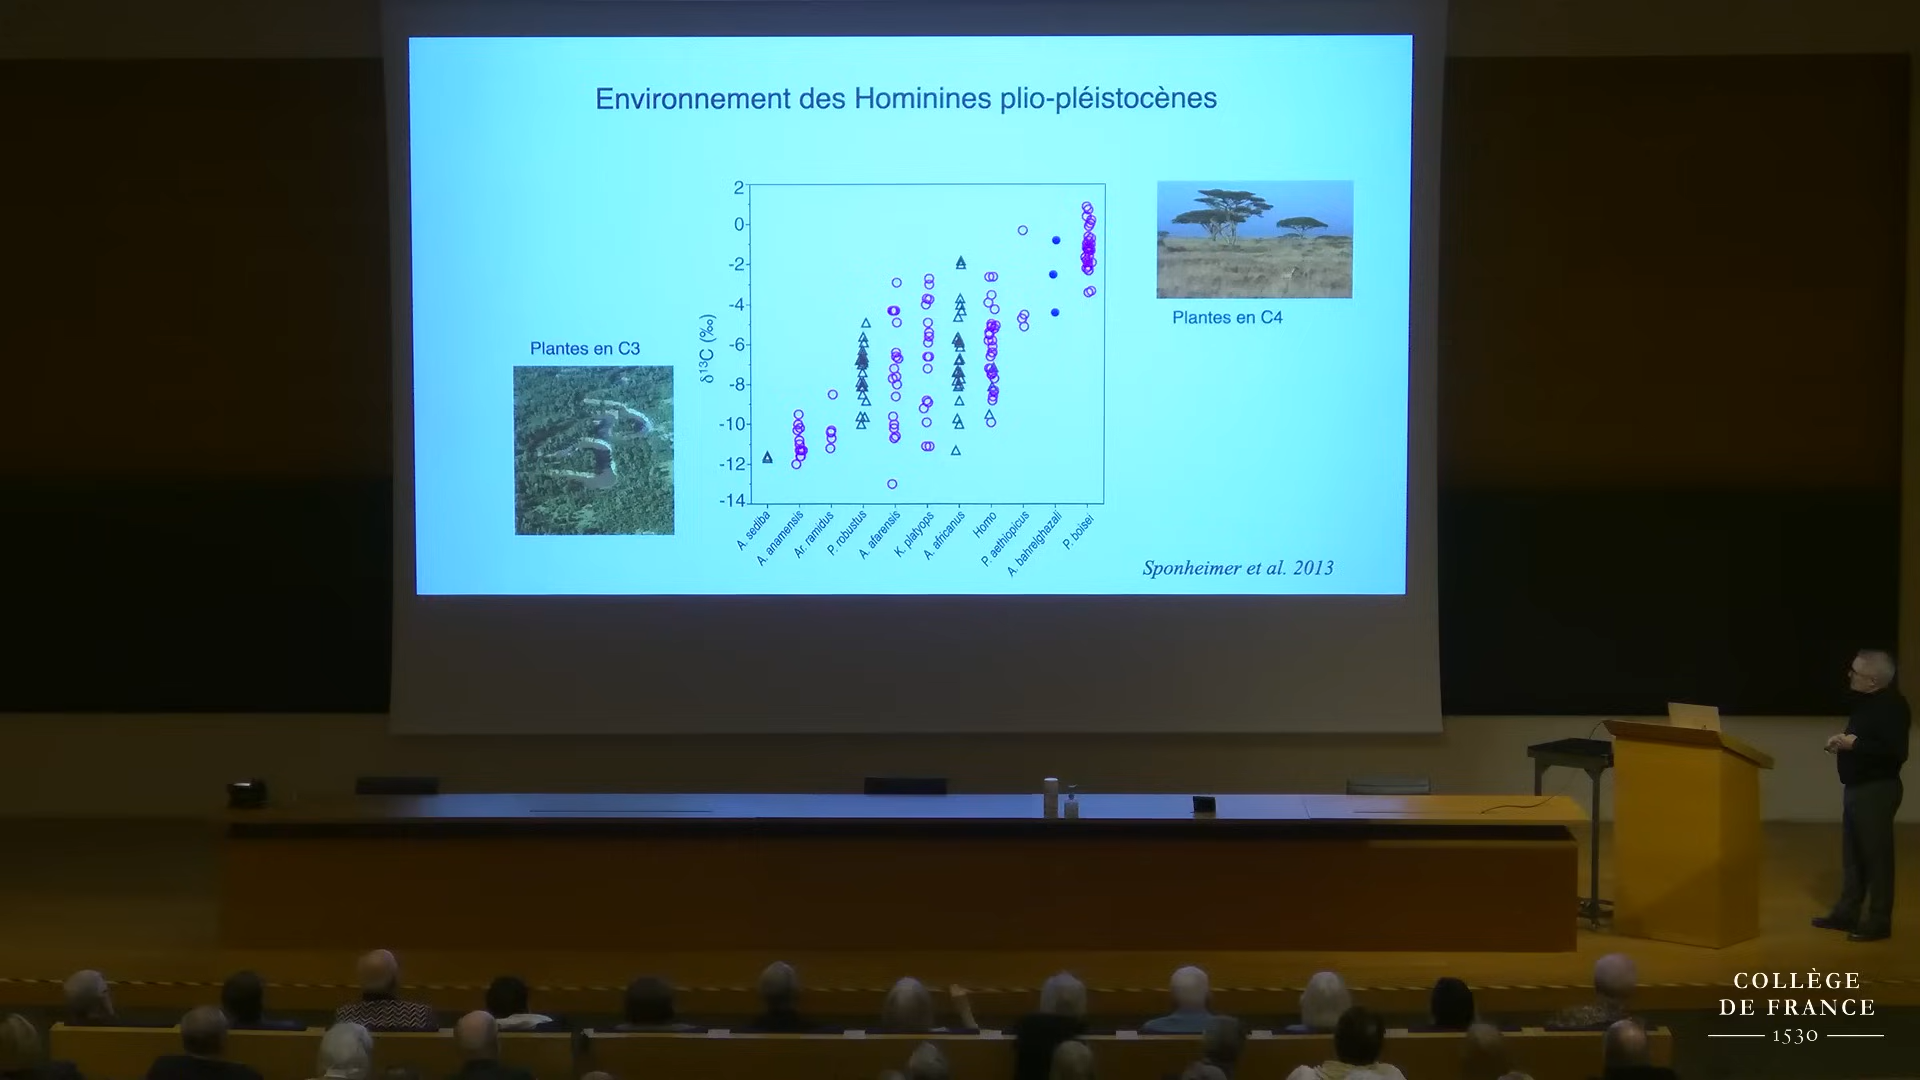 Environnement des Hominines plio-pléistocènes
Plantes en C3
δ13C (‰)
2
0
-2
-4
-6
-8
-10
-12
-14
A. sediba
A. anamensis
Ar. ramidus
P. robustus
A. afarensis
K. platyops
A. africanus
Homo
P. aethiopicus
A. bahrelghazali
P. boisei
Plantes en C4
Sponheimer et al. 2013
COLLÈGE
DE FRANCE
1530